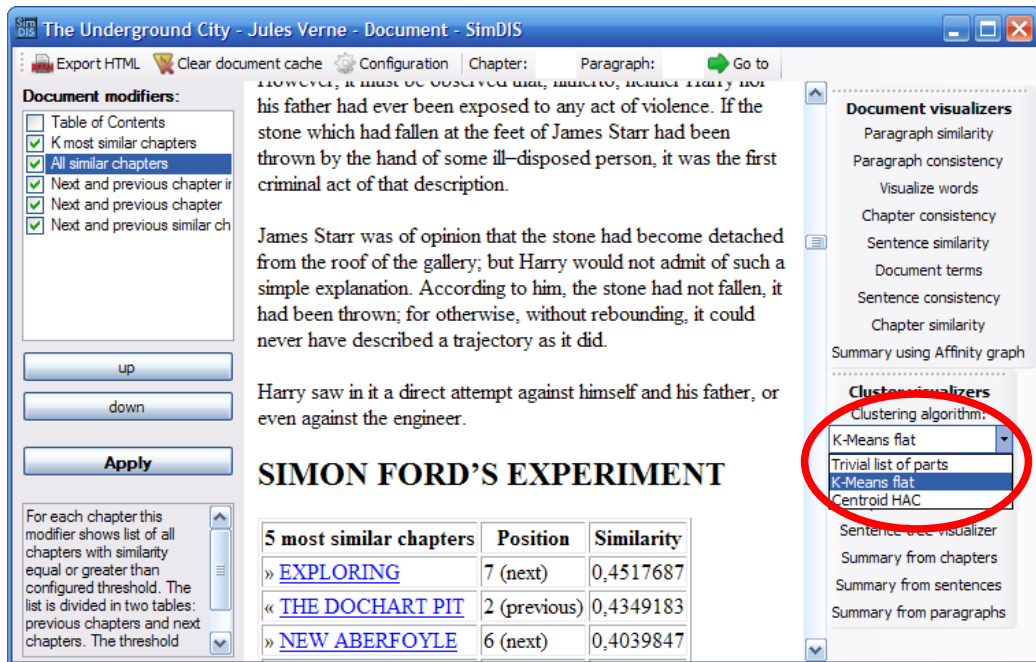 The Underground City - Jules Verne - Document - SimDIS
Export HTML Clear document cache Configuration Chapter: Paragraph: Go to
Document modifiers:
Table of Contents
K most similar chapters
All similar chapters
Next and previous chapter in
Next and previous chapter
Next and previous similar ch
up
down
Apply
For each chapter this
modifier shows list of all
chapters with similarity
equal or greater than
configured threshold. The
list is divided in two tables:
previous chapters and next
chapters. The threshold
However, it must be observed that, hitherto, neither Harry nor
his father had ever been exposed to any act of violence. If the
stone which had fallen at the feet of James Starr had been
thrown by the hand of some ill–disposed person, it was the first
criminal act of that description.
James Starr was of opinion that the stone had become detached
from the roof of the gallery; but Harry would not admit of such a
simple explanation. According to him, the stone had not fallen, it
had been thrown; for otherwise, without rebounding, it could
never have described a trajectory as it did.
Harry saw in it a direct attempt against himself and his father, or
even against the engineer.
SIMON FORD’S EXPERIMENT
5 most similar chapters Position Similarity
» EXPLORING 7 (next) 0,4517687
« THE DOCHART PIT 2 (previous) 0,4349183
» NEW ABERFOYLE 6 (next) 0,4039847
Document visualizers
Paragraph similarity
Paragraph consistency
Visualize words
Chapter consistency
Sentence similarity
Document terms
Sentence consistency
Chapter similarity
Summary using Affinity graph
Cluster visualizers
Clustering algorithm:
K-Means flat
Trivial list of parts
K-Means flat
Centroid HAC
Sentence tree visualizer
Summary from chapters
Summary from sentences
Summary from paragraphs